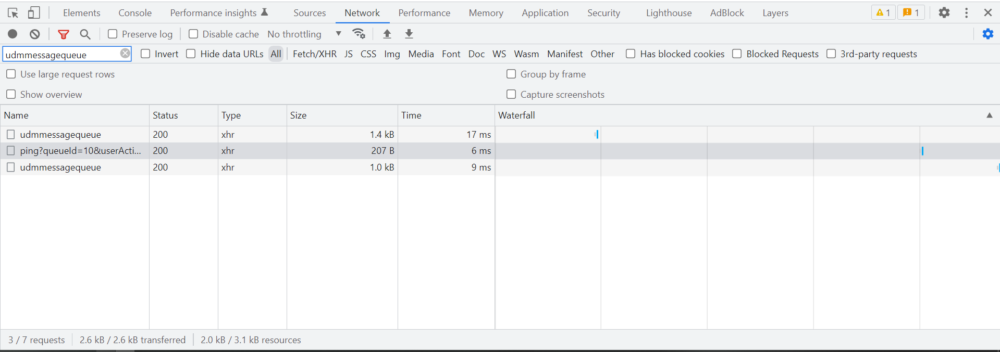 Elements Console Performance insights Sources Network Performance Memory Application Security Lighthouse AdBlock Layers 1 1
Preserve log Disable cache No throttling
udmmessagequeue Invert Hide data URLs All Fetch/XHR JS CSS Img Media Font Doc WS Wasm Manifest Other Has blocked cookies Blocked Requests 3rd-party requests
Use large request rows Group by frame
Show overview Capture screenshots
Name Status Type Size Time Waterfall
udmmessagequeue 200 xhr 1.4 kB 17 ms
ping?queueId=10&userActi... 200 xhr 207 B 6 ms
udmmessagequeue 200 xhr 1.0 kB 9 ms
3 / 7 requests 2.6 kB / 2.6 kB transferred 2.0 kB / 3.1 kB resources